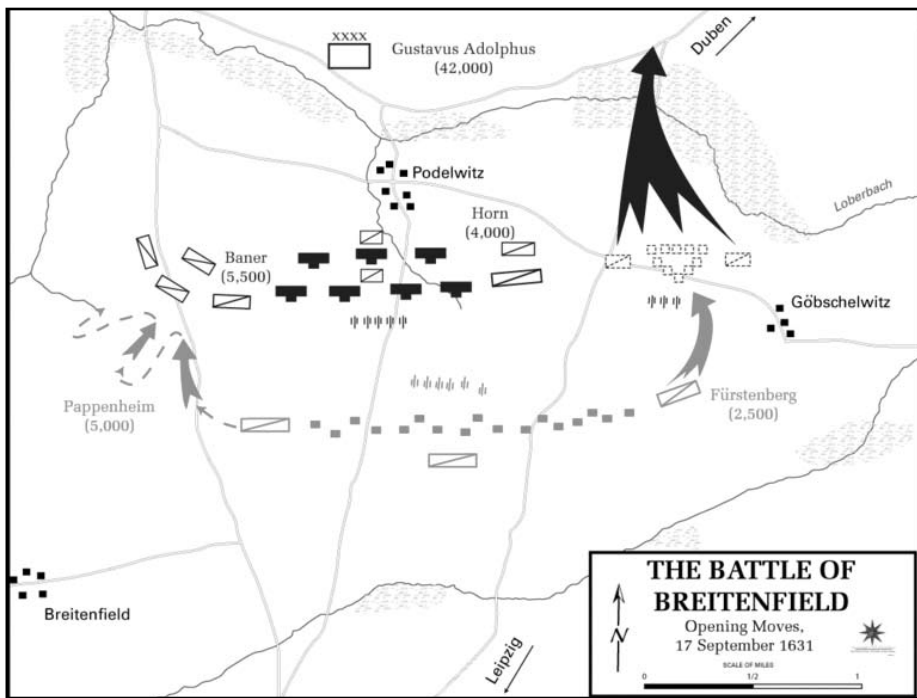 XXXX
Gustavus Adolphus
(42,000)
Duben
Podelwitz
Loberbach
Horn
(4,000)
Baner
(5,500)
Göbschelwitz
Pappenheim
(5,000)
Fürstenberg
(2,500)
Breitenfield
Leipzig
THE BATTLE OF
BREITENFIELD
Opening Moves,
17 September 1631
N
SCALE OF MILES
0 1/2 1